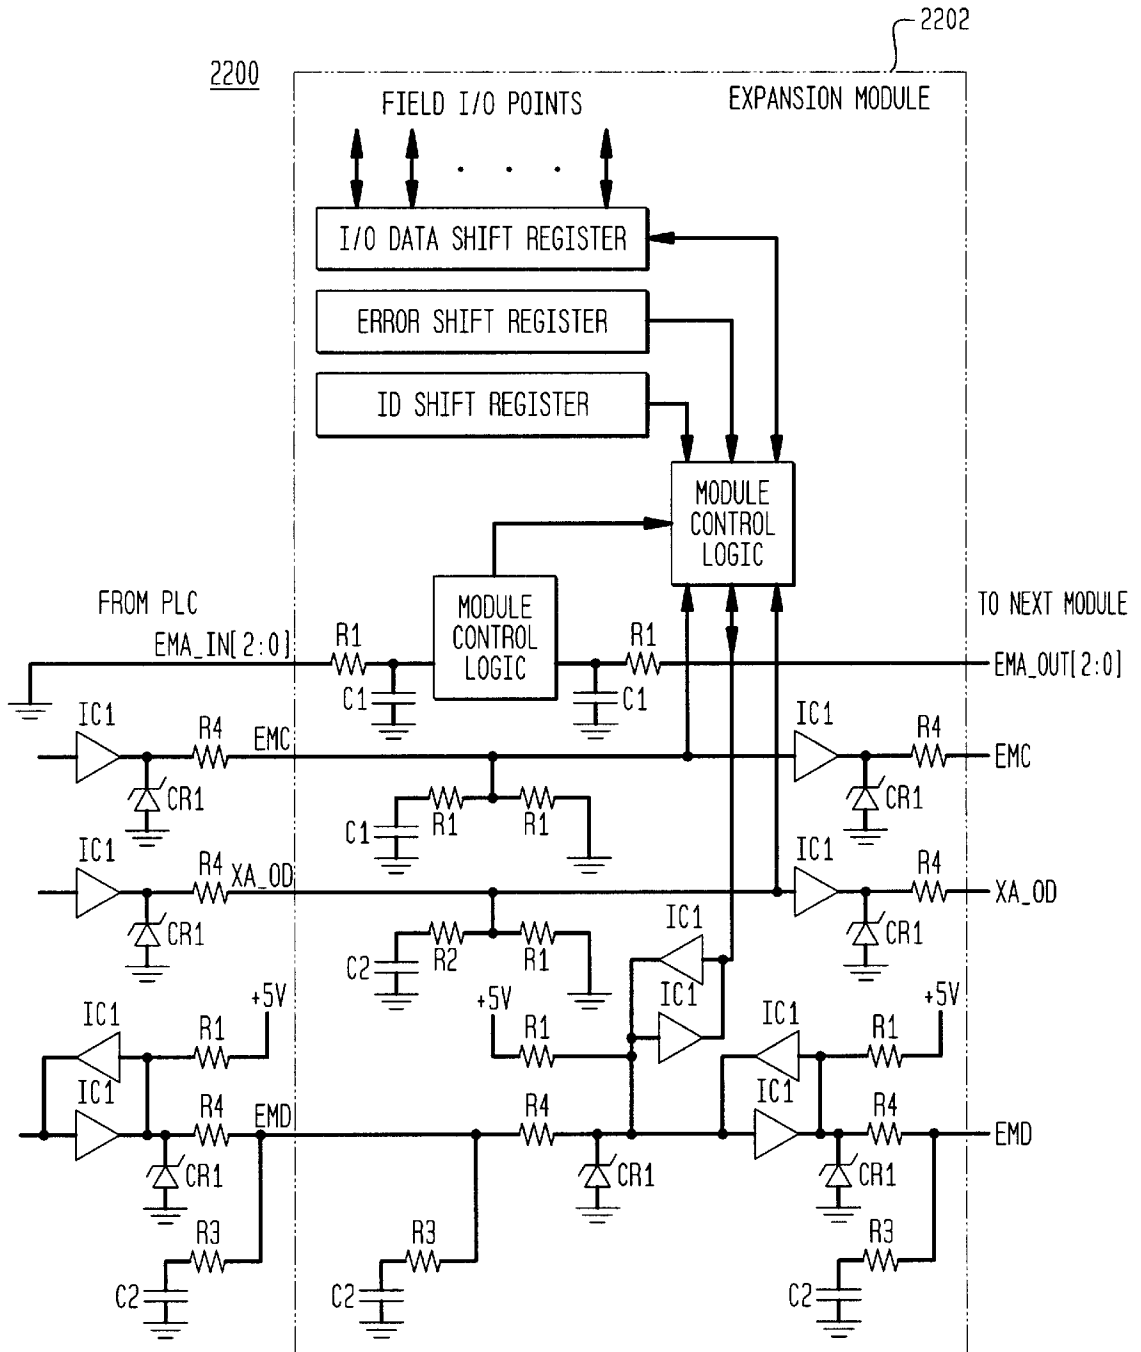 2202
2200
FIELD I/O POINTS
EXPANSION MODULE
. . .
I/O DATA SHIFT REGISTER
ERROR SHIFT REGISTER
ID SHIFT REGISTER
MODULE
CONTROL
LOGIC
FROM PLC
TO NEXT MODULE
MODULE
CONTROL
LOGIC
EMA_IN[2:0]
R1
C1
R1
C1
EMA_OUT[2:0]
IC1
R4
EMC
CR1
C1
R1
R1
IC1
R4
EMC
CR1
IC1
R4
XA_OD
CR1
C2
R2
R1
IC1
R4
XA_OD
CR1
IC1
IC1
IC1
R1
+5V
+5V
R1
IC1
R1
+5V
IC1
R4
EMD
CR1
R4
CR1
IC1
R4
EMD
CR1
R3
C2
R3
C2
R3
C2